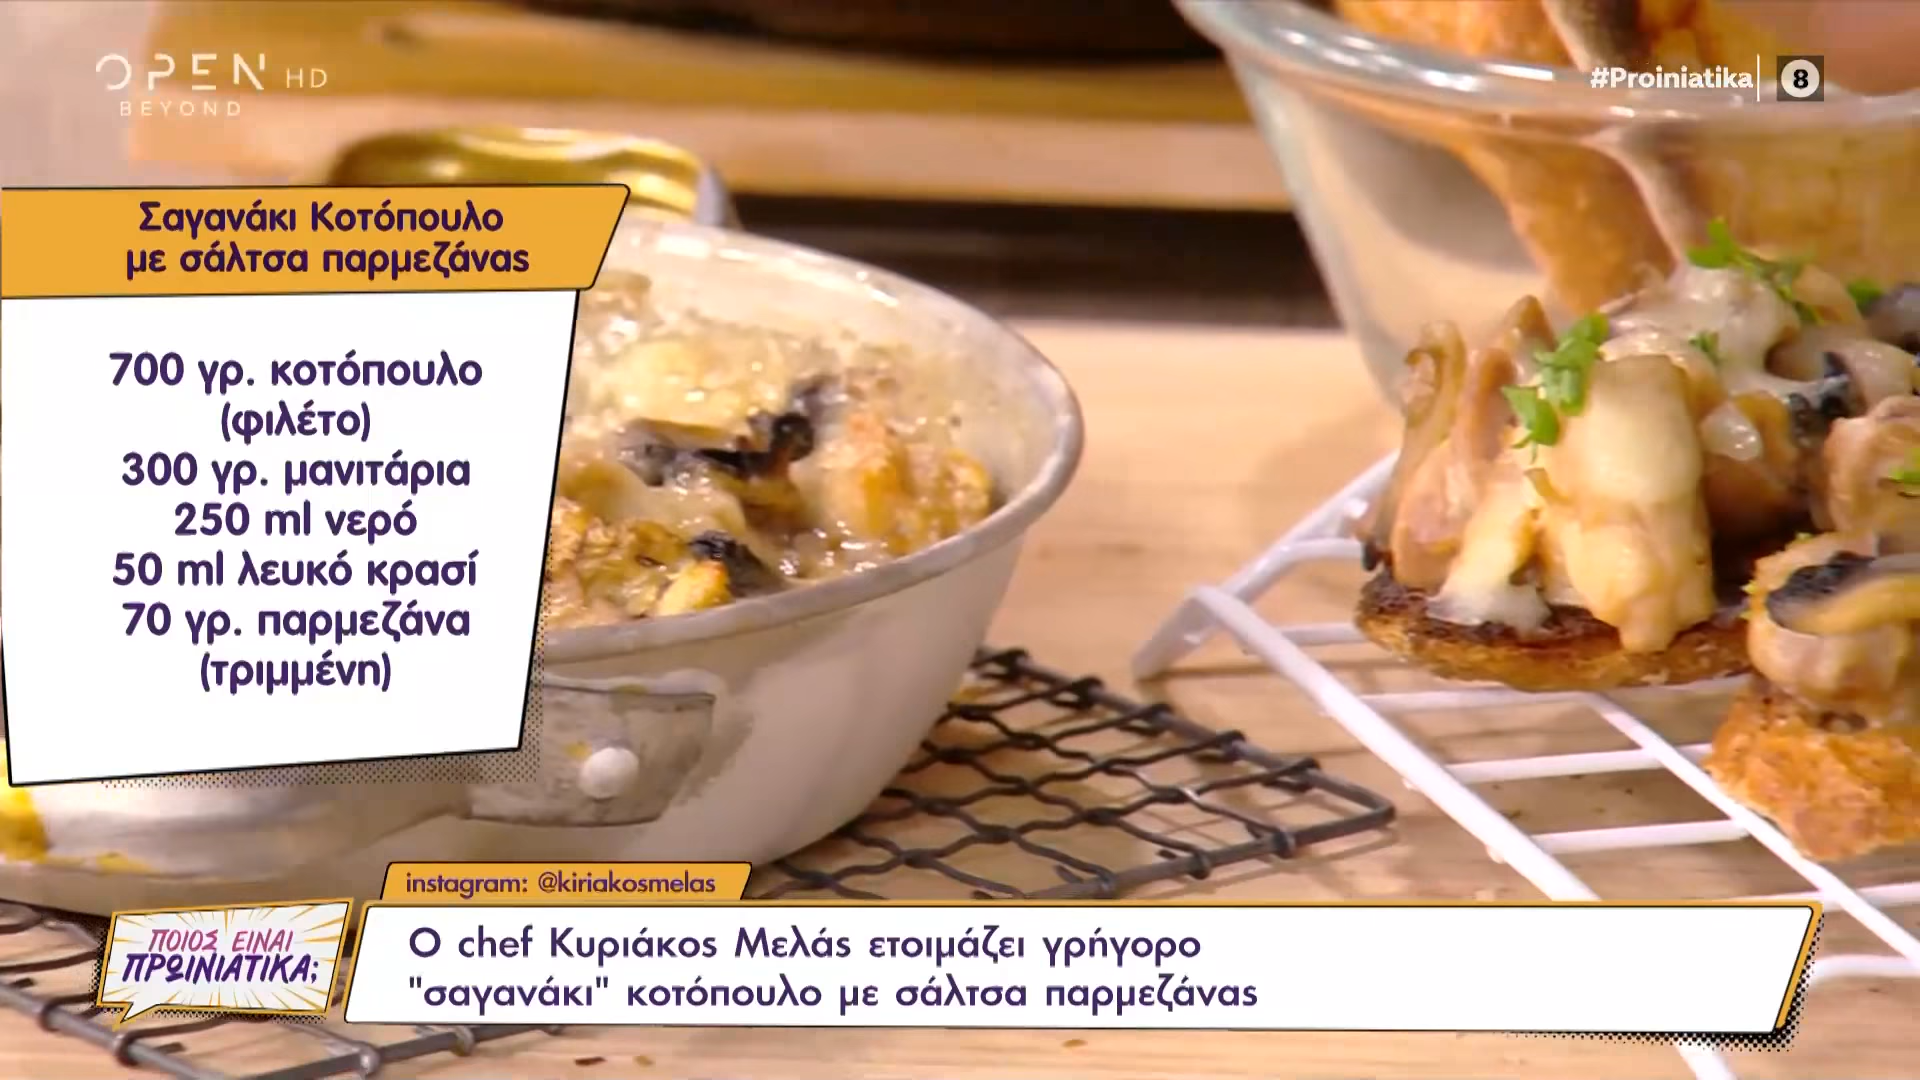 OPEN HD
BEYOND
#Proiniatika
8
Σαγανάκι Κοτόπουλο
με σάλτσα παρμεζάνας
700 γρ. κοτόπουλο
(φιλέτο)
300 γρ. μανιτάρια
250 ml νερό
50 ml λευκό κρασί
70 γρ. παρμεζάνα
(τριμμένη)
instagram: @kiriakosmelas
ΠΟΙΟΣ ΕΙΝΑΙ
ΠΡΩΙΝΙΑΤΙΚΑ;
Ο chef Κυριάκος Μελάς ετοιμάζει γρήγορο
"σαγανάκι" κοτόπουλο με σάλτσα παρμεζάνας